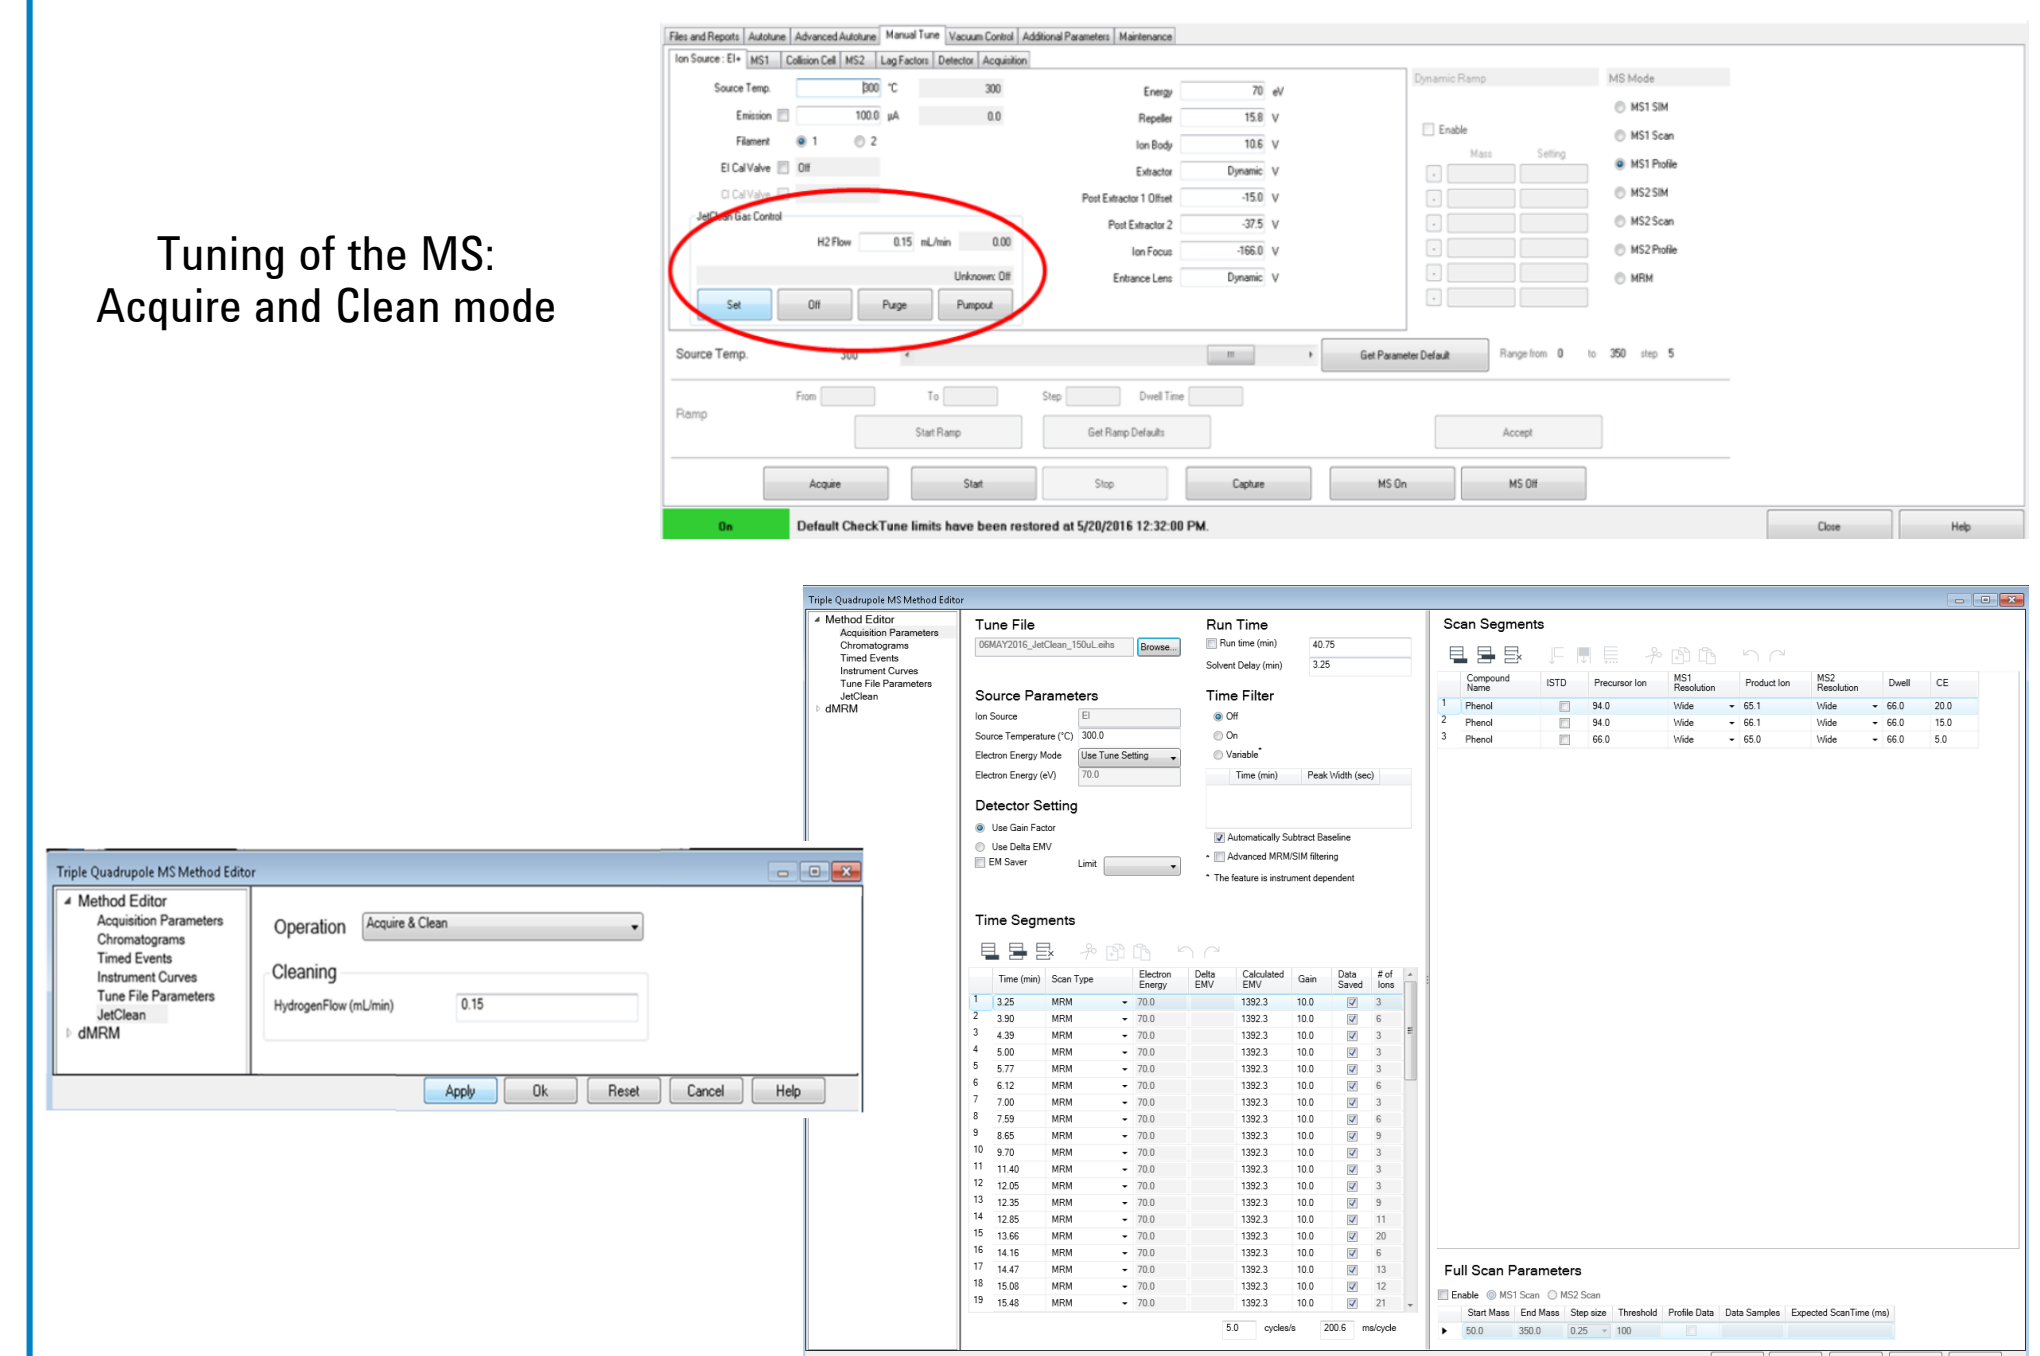 Tuning of the MS:
Acquire and Clean mode
Files and Reports Autotune Advanced Autotune Manual Tune Vacuum Control Additional Parameters Maintenance
Ion Source : EI+ MS1 Collision Cell MS2 Lag Factors Detector Acquisition
Source Temp. 300 °C 300
Emission 100.0 µA 0.0
Filament 1 2
EI Cal Valve Off
CI Cal Valve
JetClean Gas Control
H2 Flow 0.15 mL/min 0.00
Unknown: Off
Set Off Purge Pumpout
Energy 70 eV
Repeller 15.8 V
Ion Body 10.6 V
Extractor Dynamic V
Post Extractor 1 Offset -15.0 V
Post Extractor 2 -37.5 V
Ion Focus -166.0 V
Entrance Lens Dynamic V
Dynamic Ramp
Enable
Mass Setting
MS Mode
MS1 SIM
MS1 Scan
MS1 Profile
MS2 SIM
MS2 Scan
MS2 Profile
MRM
Source Temp. 300 Get Parameter Default Range from 0 to 350 step 5
Ramp
From To Step Dwell Time
Start Ramp Get Ramp Defaults Accept
Acquire Start Stop Capture MS On MS Off
On Default CheckTune limits have been restored at 5/20/2016 12:32:00 PM. Close Help
Triple Quadrupole MS Method Editor
Method Editor
Acquisition Parameters
Chromatograms
Timed Events
Instrument Curves
Tune File Parameters
JetClean
dMRM
Operation Acquire & Clean
Cleaning
HydrogenFlow (mL/min) 0.15
Apply Ok Reset Cancel Help
Triple Quadrupole MS Method Editor
Method Editor
Acquisition Parameters
Chromatograms
Timed Events
Instrument Curves
Tune File Parameters
JetClean
dMRM
Tune File
06MAY2016_JetClean_150uL.eihs Browse...
Source Parameters
Ion Source EI
Source Temperature (°C) 300.0
Electron Energy Mode Use Tune Setting
Electron Energy (eV) 70.0
Detector Setting
Use Gain Factor
Use Delta EMV
EM Saver Limit
Run Time
Run time (min) 40.75
Solvent Delay (min) 3.25
Time Filter
Off
On
Variable *
Time (min) Peak Width (sec)
Automatically Subtract Baseline
* Advanced MRM/SIM filtering
* The feature is instrument dependent
Time Segments
Time (min) Scan Type Electron Energy Delta EMV Calculated EMV Gain Data Saved # of Ions
1 3.25 MRM 70.0 1392.3 10.0 3
2 3.90 MRM 70.0 1392.3 10.0 6
3 4.39 MRM 70.0 1392.3 10.0 3
4 5.00 MRM 70.0 1392.3 10.0 3
5 5.77 MRM 70.0 1392.3 10.0 3
6 6.12 MRM 70.0 1392.3 10.0 6
7 7.00 MRM 70.0 1392.3 10.0 3
8 7.59 MRM 70.0 1392.3 10.0 6
9 8.65 MRM 70.0 1392.3 10.0 9
10 9.70 MRM 70.0 1392.3 10.0 3
11 11.40 MRM 70.0 1392.3 10.0 3
12 12.05 MRM 70.0 1392.3 10.0 3
13 12.35 MRM 70.0 1392.3 10.0 9
14 12.85 MRM 70.0 1392.3 10.0 11
15 13.66 MRM 70.0 1392.3 10.0 20
16 14.16 MRM 70.0 1392.3 10.0 6
17 14.47 MRM 70.0 1392.3 10.0 13
18 15.08 MRM 70.0 1392.3 10.0 12
19 15.48 MRM 70.0 1392.3 10.0 21
5.0 cycles/s 200.6 ms/cycle
Scan Segments
Compound Name ISTD Precursor Ion MS1 Resolution Product Ion MS2 Resolution Dwell CE
1 Phenol 94.0 Wide 65.1 Wide 66.0 20.0
2 Phenol 94.0 Wide 66.1 Wide 66.0 15.0
3 Phenol 66.0 Wide 65.0 Wide 66.0 5.0
Full Scan Parameters
Enable MS1 Scan MS2 Scan
Start Mass End Mass Step size Threshold Profile Data Data Samples Expected ScanTime (ms)
50.0 350.0 0.25 100